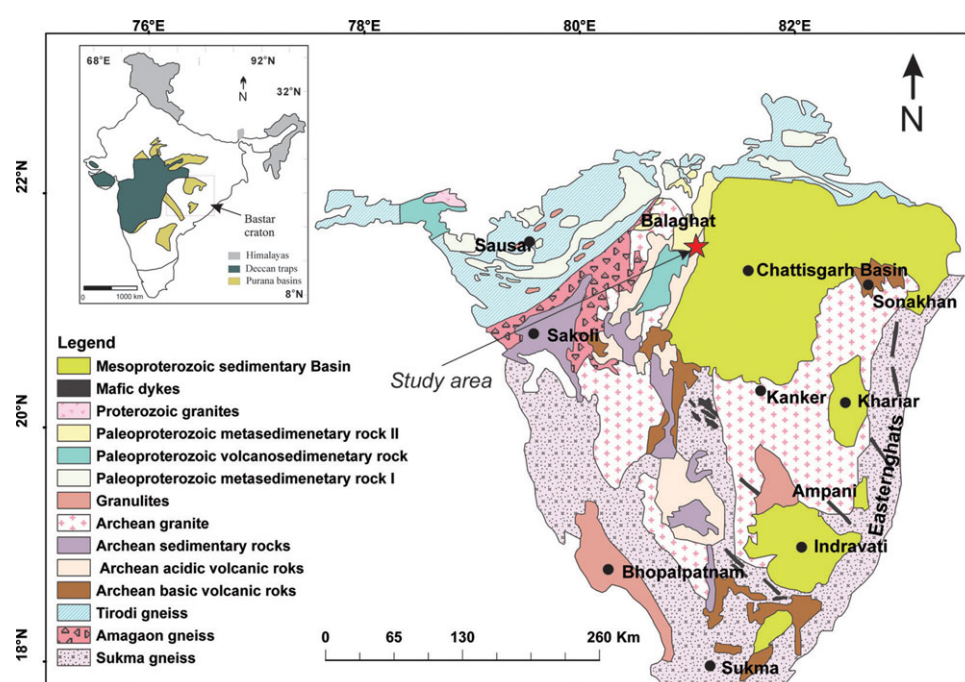 76°E 78°E 80°E 82°E
68°E 92°N
N
32°N
Bastar
craton
Himalayas
Deccan traps
Purana basins
0 1000 km
8°N
N
22°N
20°N
18°N
Balaghat
Sausar
Chattisgarh Basin
Sonakhan
Sakoli
Study area
Kanker
Khariar
Easternghats
Ampani
Indravati
Bhopalpatnam
Sukma
Legend
Mesoproterozoic sedimentary Basin
Mafic dykes
Proterozoic granites
Paleoproterozoic metasedimenetary rock II
Paleoproterozoic volcanosedimenetary rock
Paleoproterozoic metasedimenetary rock I
Granulites
Archean granite
Archean sedimentary rocks
Archean acidic volcanic roks
Archean basic volcanic roks
Tirodi gneiss
Amagaon gneiss
Sukma gneiss
0 65 130 260 Km